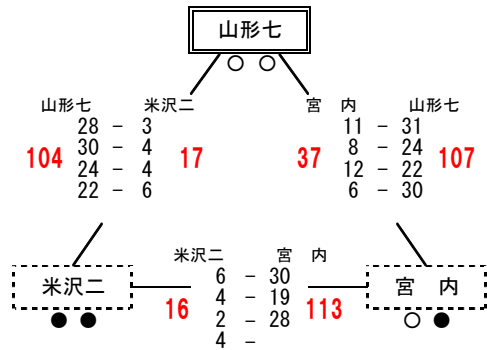 山形七
○ ○
山形七 米沢二
28 - 3
30 - 4
104 24 - 4 17
22 - 6
宮 内 山形七
11 - 31
8 - 24
37 12 - 22 107
6 - 30
米沢二 宮 内
6 - 30
4 - 19
16 2 - 28 113
4 -
米沢二
● ●
宮 内
○ ●